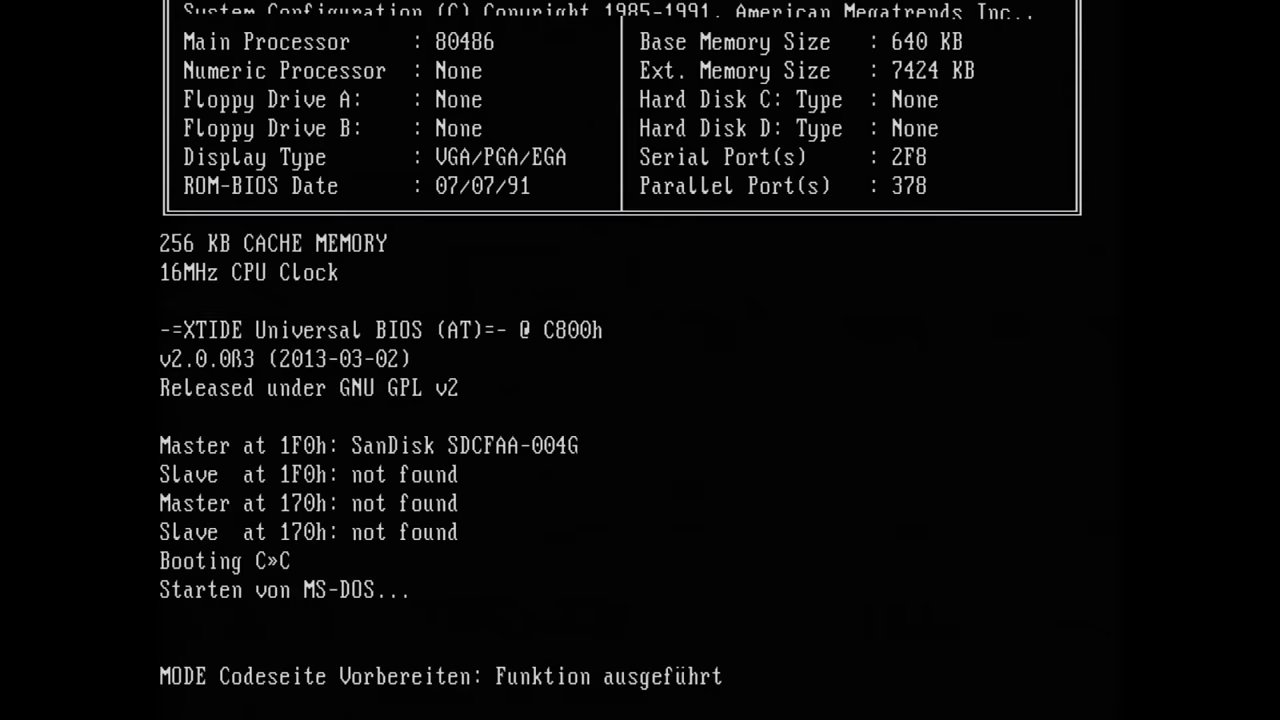 System Configuration (C) Copyright 1985-1991, American Megatrends Inc.,
Main Processor : 80486 Base Memory Size : 640 KB
Numeric Processor : None Ext. Memory Size : 7424 KB
Floppy Drive A: : None Hard Disk C: Type : None
Floppy Drive B: : None Hard Disk D: Type : None
Display Type : VGA/PGA/EGA Serial Port(s) : 2F8
ROM-BIOS Date : 07/07/91 Parallel Port(s) : 378
256 KB CACHE MEMORY
16MHz CPU Clock
-=XTIDE Universal BIOS (AT)=- @ C800h
v2.0.0ß3 (2013-03-02)
Released under GNU GPL v2
Master at 1F0h: SanDisk SDCFAA-004G
Slave  at 1F0h: not found
Master at 170h: not found
Slave  at 170h: not found
Booting C»C
Starten von MS-DOS...
MODE Codeseite Vorbereiten: Funktion ausgeführt